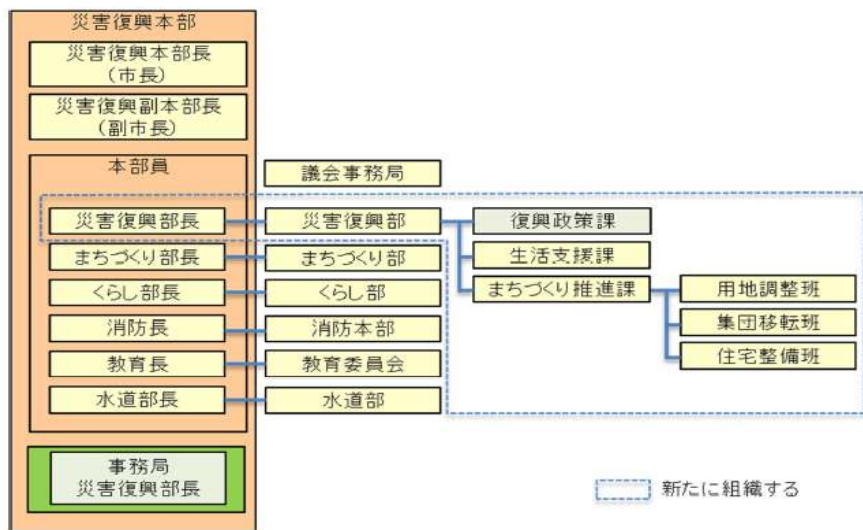 災害復興本部
災害復興本部長
(市長)
災害復興副本部長
(副市長)
本部員
議会事務局
災害復興部長
災害復興部
復興政策課
まちづくり部長
まちづくり部
生活支援課
くらし部長
くらし部
まちづくり推進課
用地調整班
消防長
消防本部
集団移転班
教育長
教育委員会
住宅整備班
水道部長
水道部
事務局
災害復興部長
新たに組織する